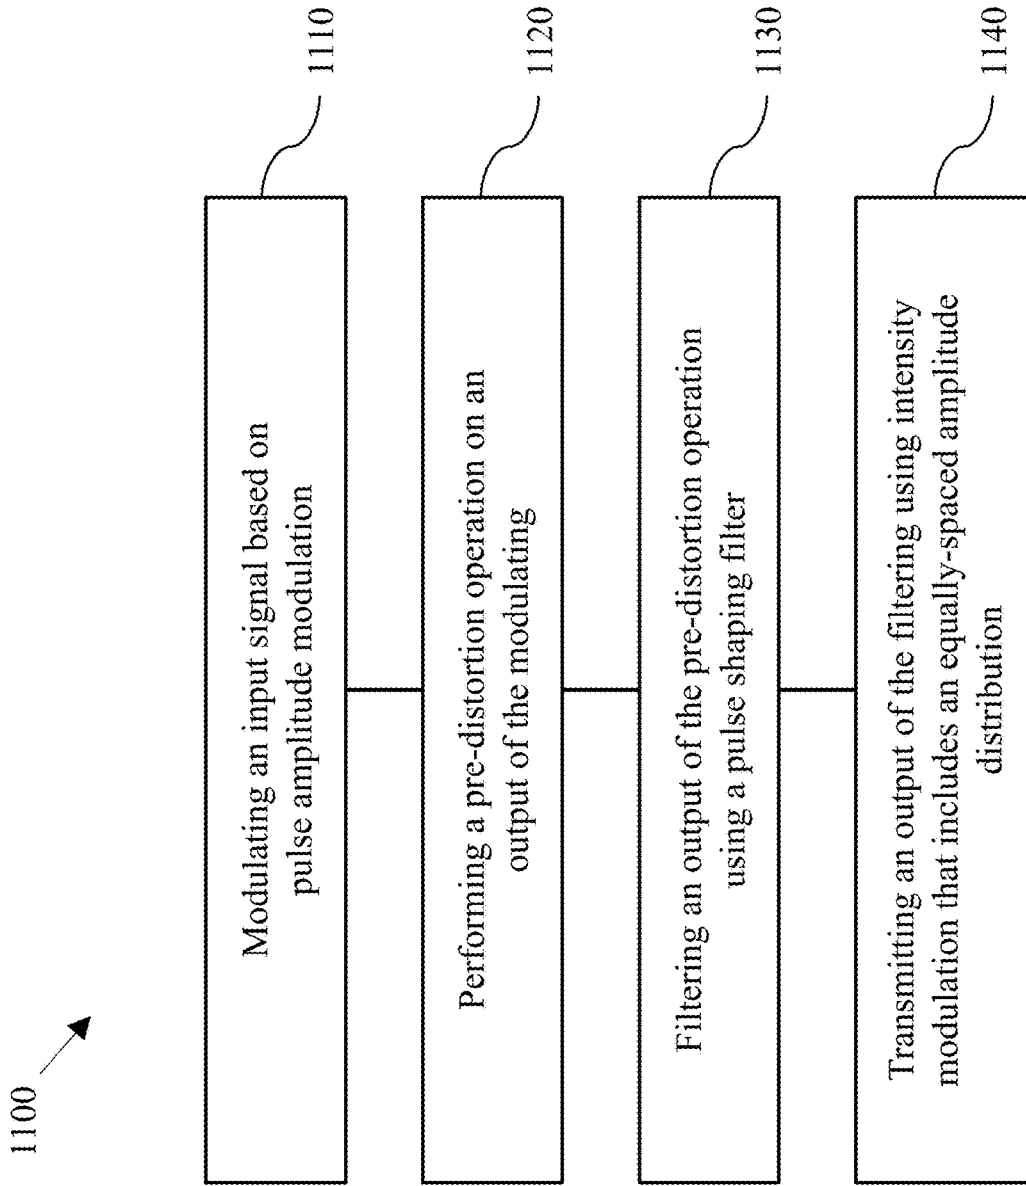 1100
Modulating an input signal based on
pulse amplitude modulation
1110
Performing a pre-distortion operation on an
output of the modulating
1120
Filtering an output of the pre-distortion operation
using a pulse shaping filter
1130
Transmitting an output of the filtering using intensity
modulation that includes an equally-spaced amplitude
distribution
1140